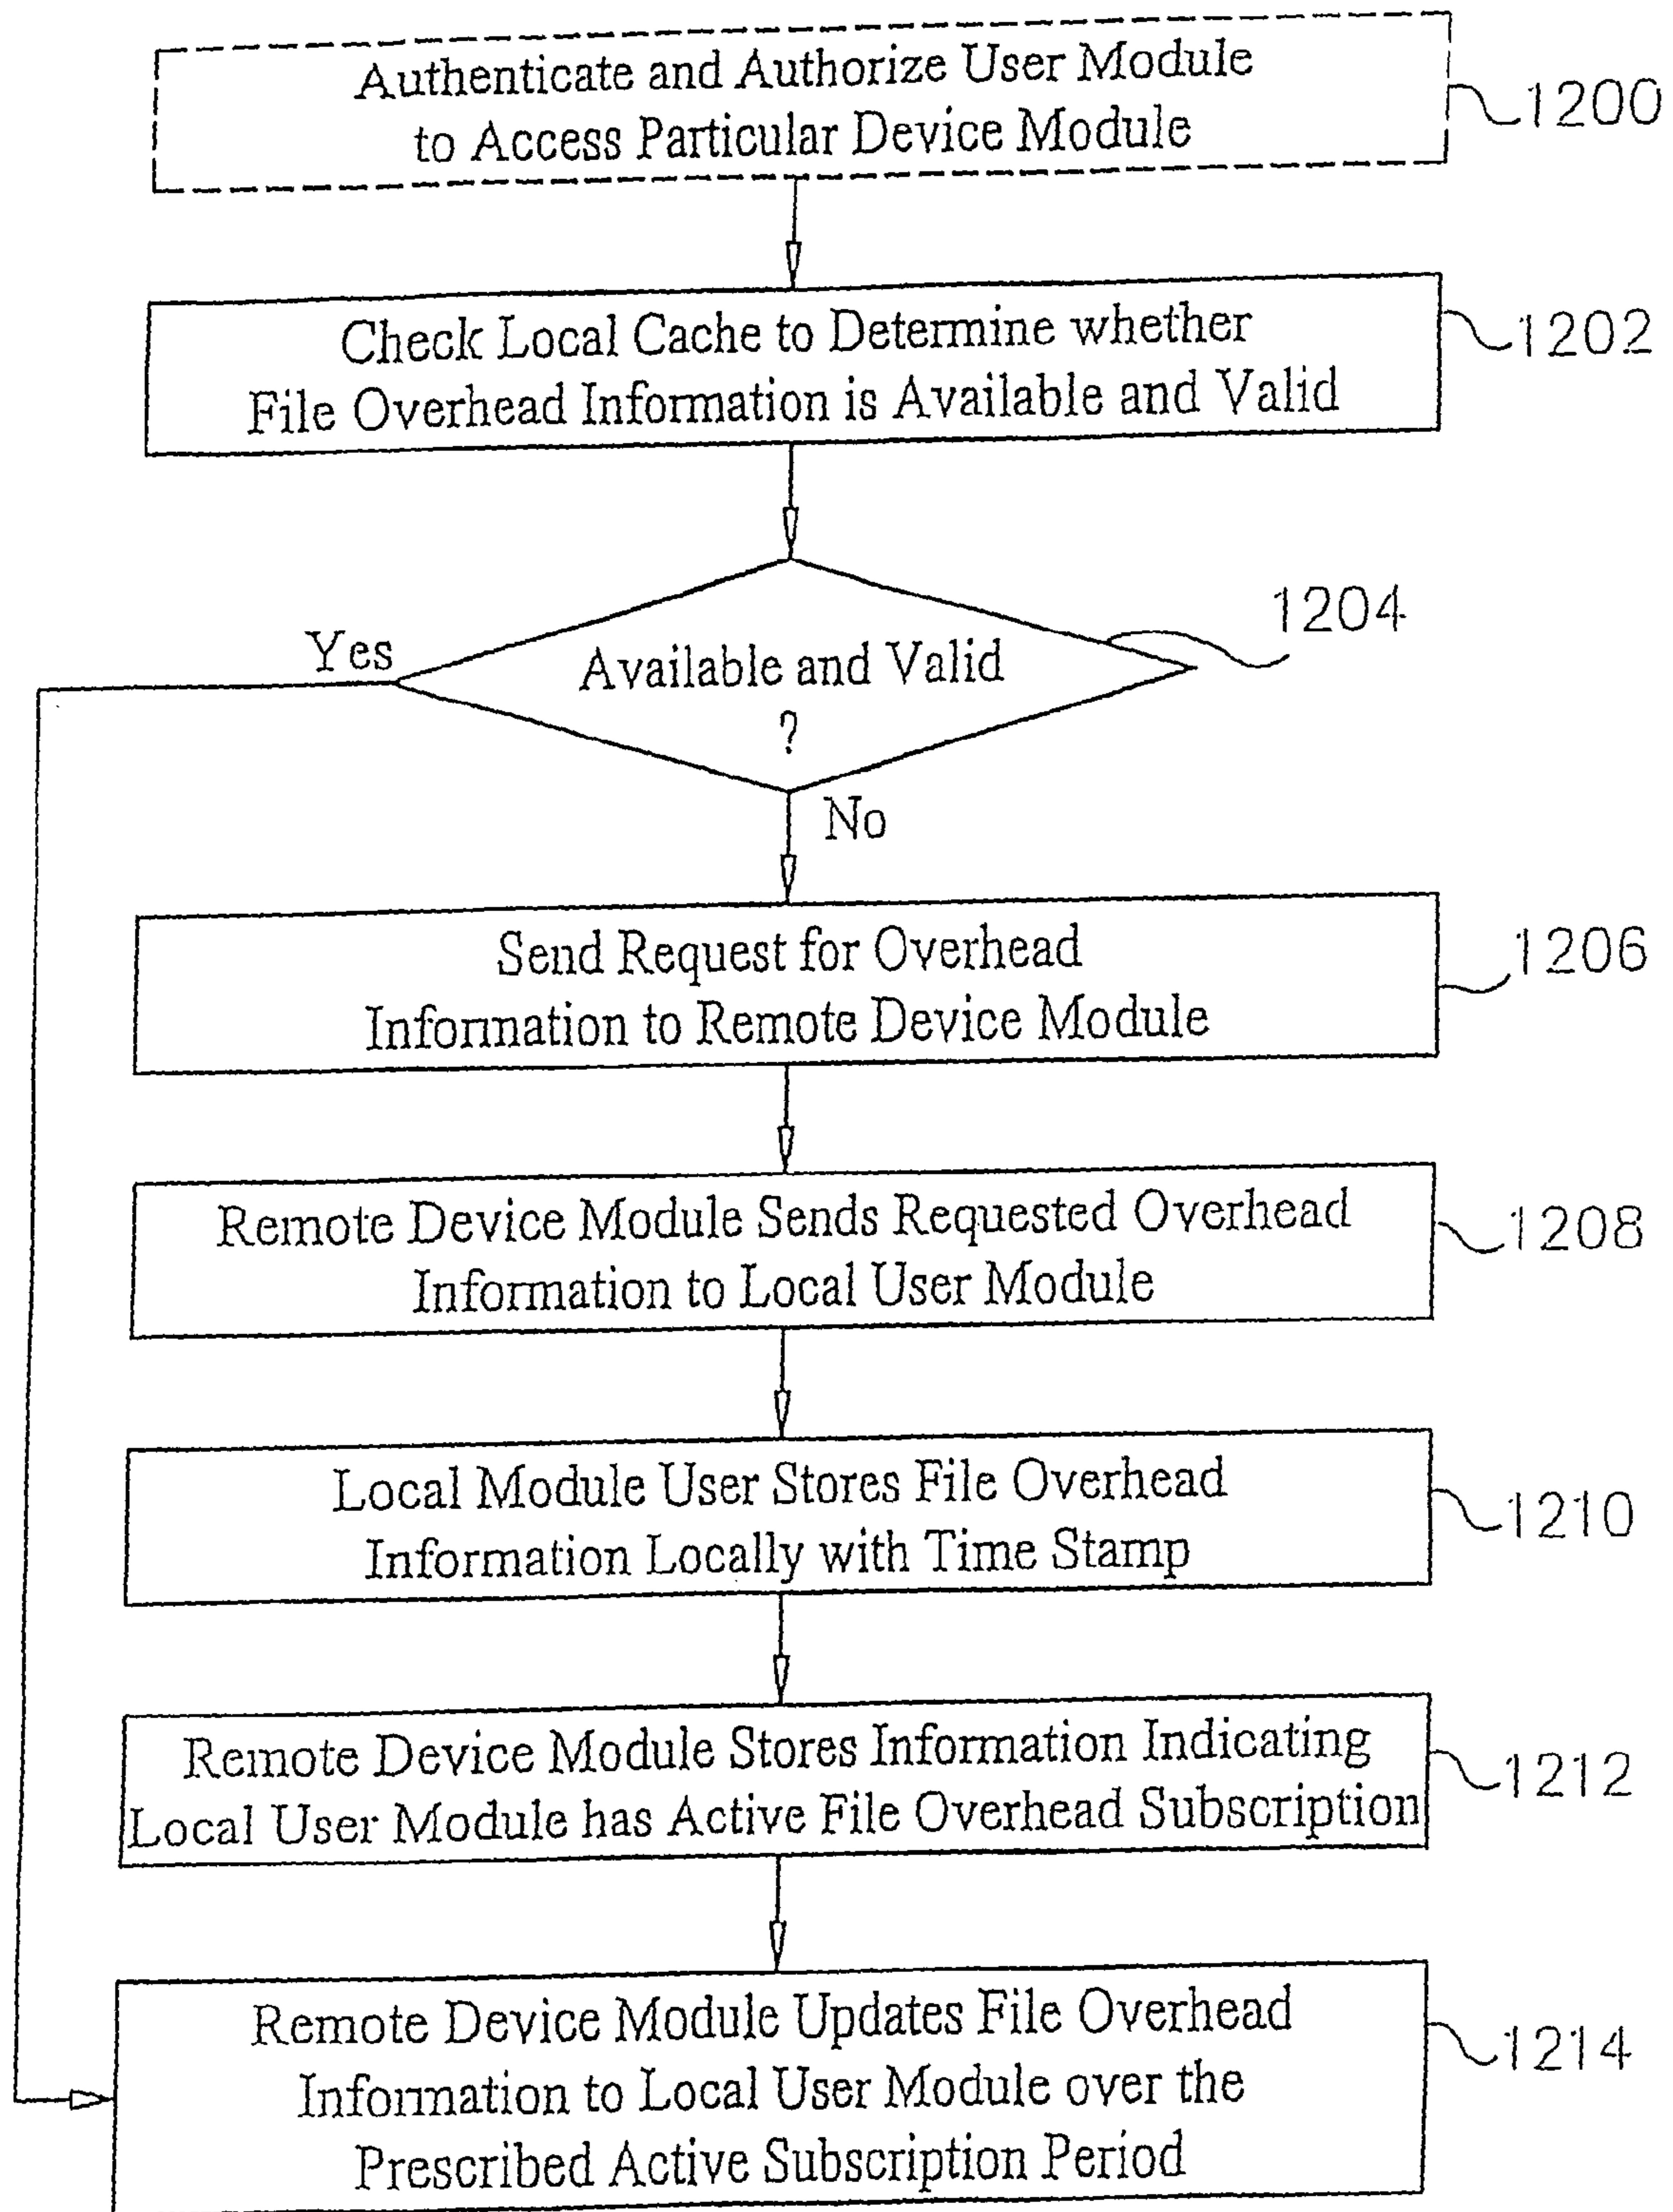 Authenticate and Authorize User Module
to Access Particular Device Module
1200
Check Local Cache to Determine whether
File Overhead Information is Available and Valid
1202
Yes
Available and Valid
?
1204
No
Send Request for Overhead
Information to Remote Device Module
1206
Remote Device Module Sends Requested Overhead
Information to Local User Module
1208
Local Module User Stores File Overhead
Information Locally with Time Stamp
1210
Remote Device Module Stores Information Indicating
Local User Module has Active File Overhead Subscription
1212
Remote Device Module Updates File Overhead
Information to Local User Module over the
Prescribed Active Subscription Period
1214